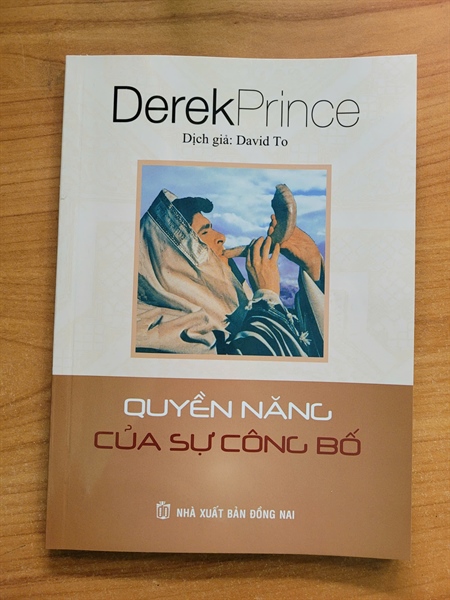 DerekPrince
Dịch giả: David To
QUYỀN NĂNG
CỦA SỰ CÔNG BỐ
NHÀ XUẤT BẢN ĐỒNG NAI